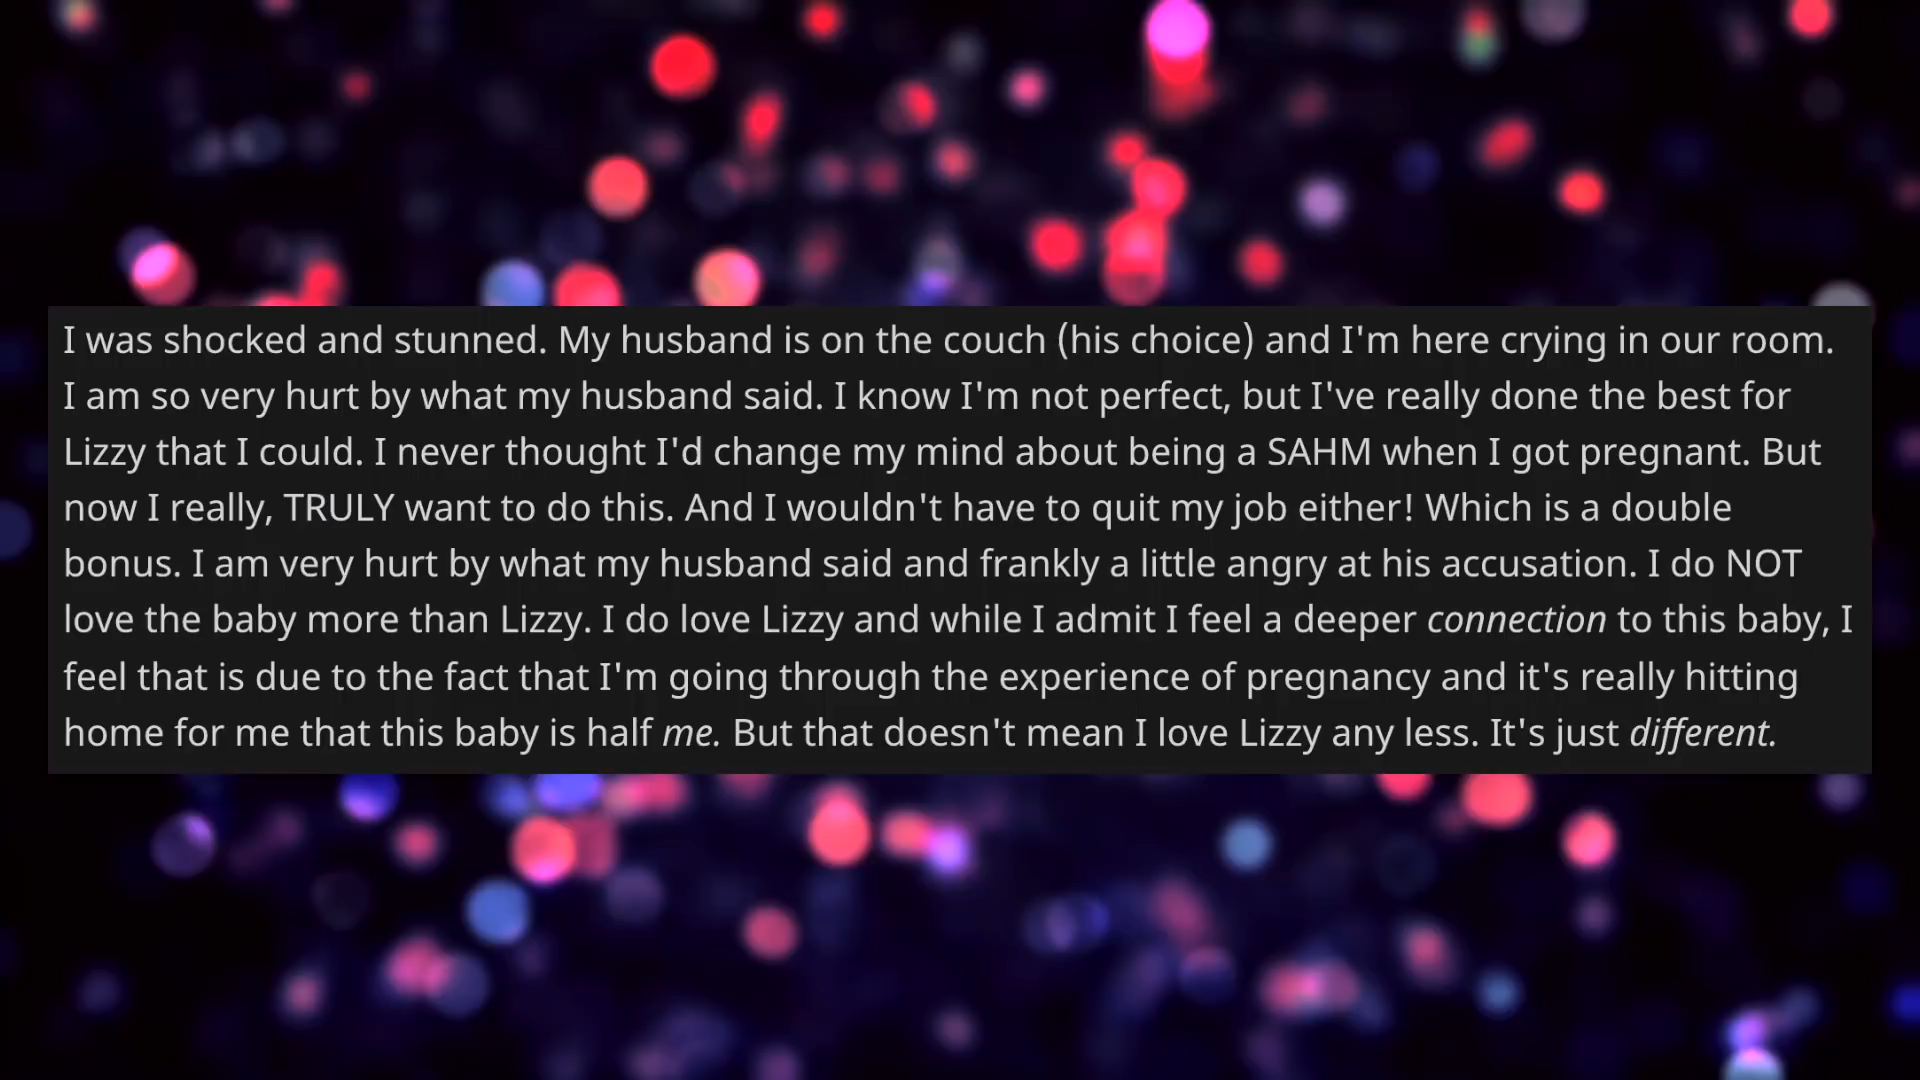 I was shocked and stunned. My husband is on the couch (his choice) and I'm here crying in our room.
I am so very hurt by what my husband said. I know I'm not perfect, but I've really done the best for
Lizzy that I could. I never thought I'd change my mind about being a SAHM when I got pregnant. But
now I really, TRULY want to do this. And I wouldn't have to quit my job either! Which is a double
bonus. I am very hurt by what my husband said and frankly a little angry at his accusation. I do NOT
love the baby more than Lizzy. I do love Lizzy and while I admit I feel a deeper connection to this baby, I
feel that is due to the fact that I'm going through the experience of pregnancy and it's really hitting
home for me that this baby is half me. But that doesn't mean I love Lizzy any less. It's just different.